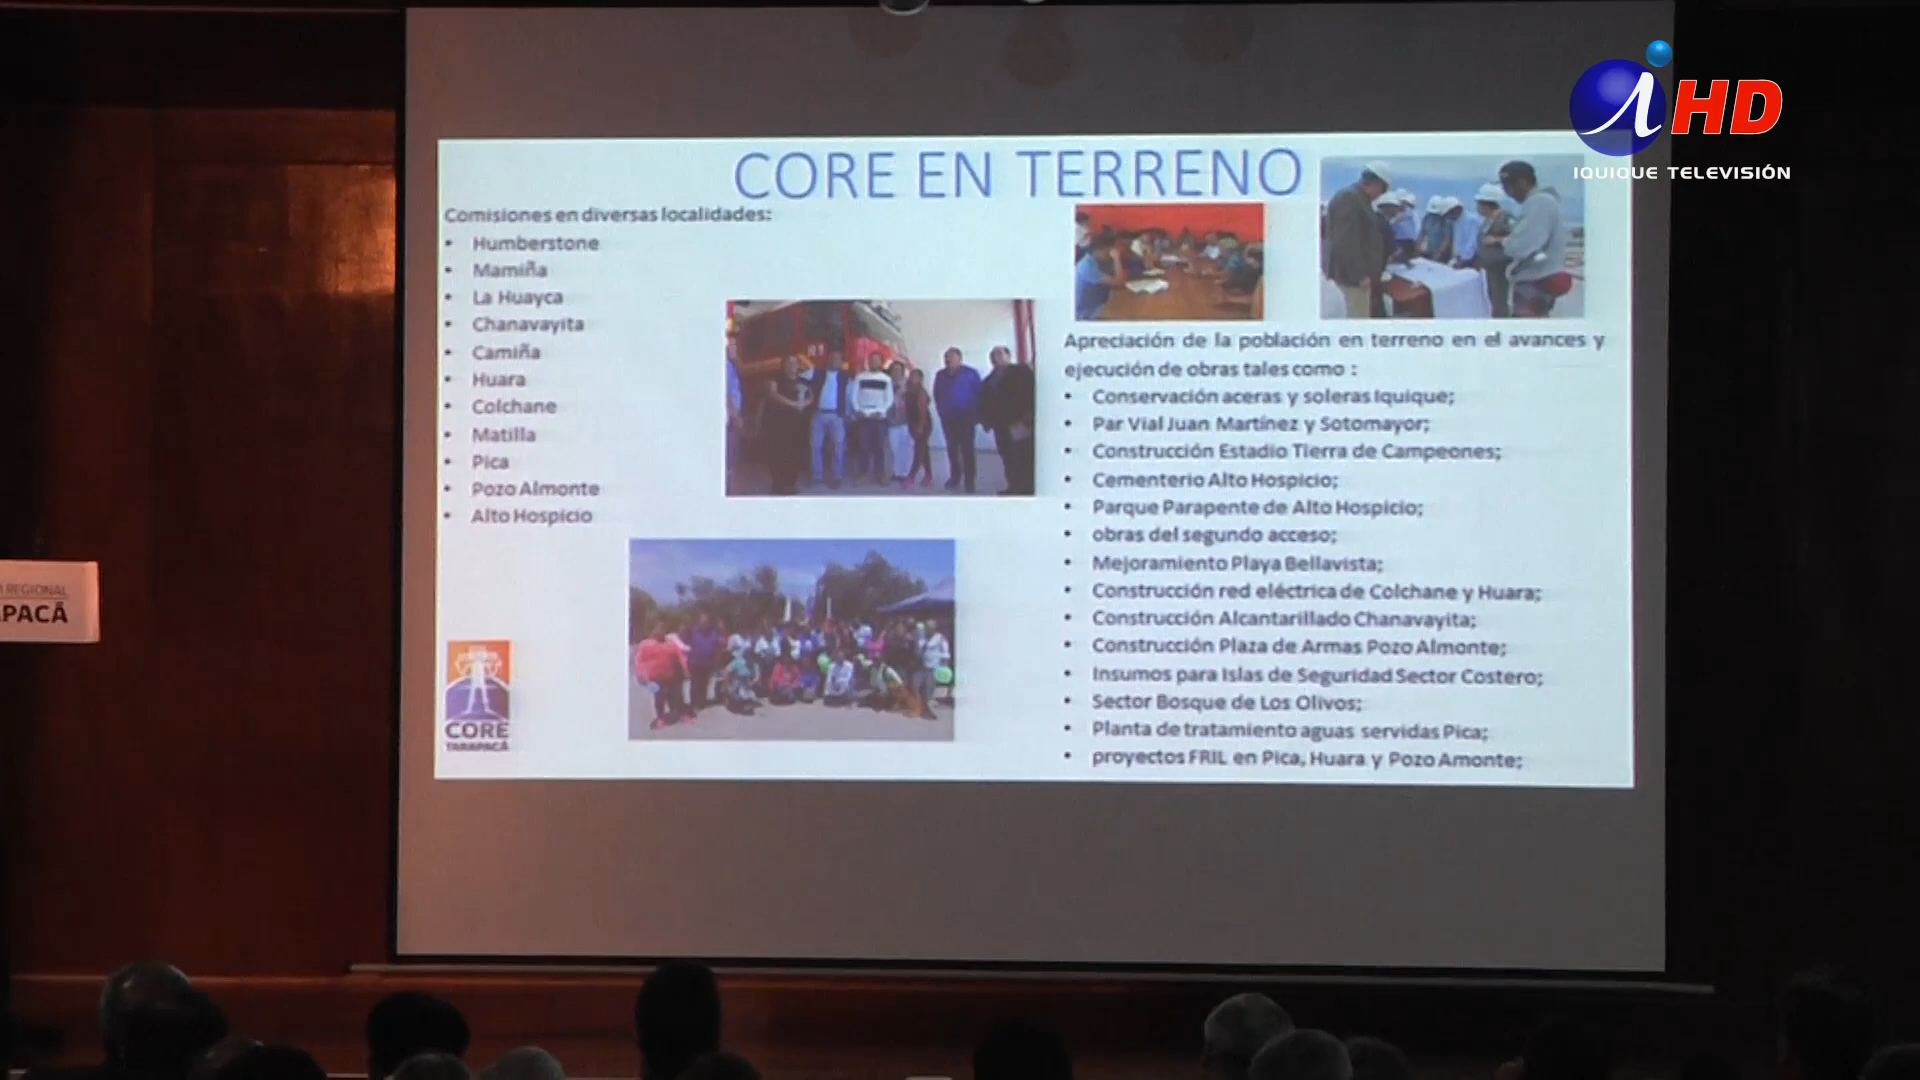 HD
IQUIQUE TELEVISIÓN
CORE EN TERRENO
Comisiones en diversas localidades:
• Humberstone
• Mamiña
• La Huayca
• Chanavayita
• Camiña
• Huara
• Colchane
• Matilla
• Pica
• Pozo Almonte
• Alto Hospicio
Apreciación de la población en terreno en el avances y
ejecución de obras tales como :
• Conservación aceras y soleras Iquique;
• Par Vial Juan Martínez y Sotomayor;
• Construcción Estadio Tierra de Campeones;
• Cementerio Alto Hospicio;
• Parque Parapente de Alto Hospicio;
• obras del segundo acceso;
• Mejoramiento Playa Bellavista;
• Construcción red eléctrica de Colchane y Huara;
• Construcción Alcantarillado Chanavayita;
• Construcción Plaza de Armas Pozo Almonte;
• Insumos para Islas de Seguridad Sector Costero;
• Sector Bosque de Los Olivos;
• Planta de tratamiento aguas servidas Pica;
• proyectos FRIL en Pica, Huara y Pozo Amonte;
CORE
TARAPACÁ
REGIONAL
PACÁ